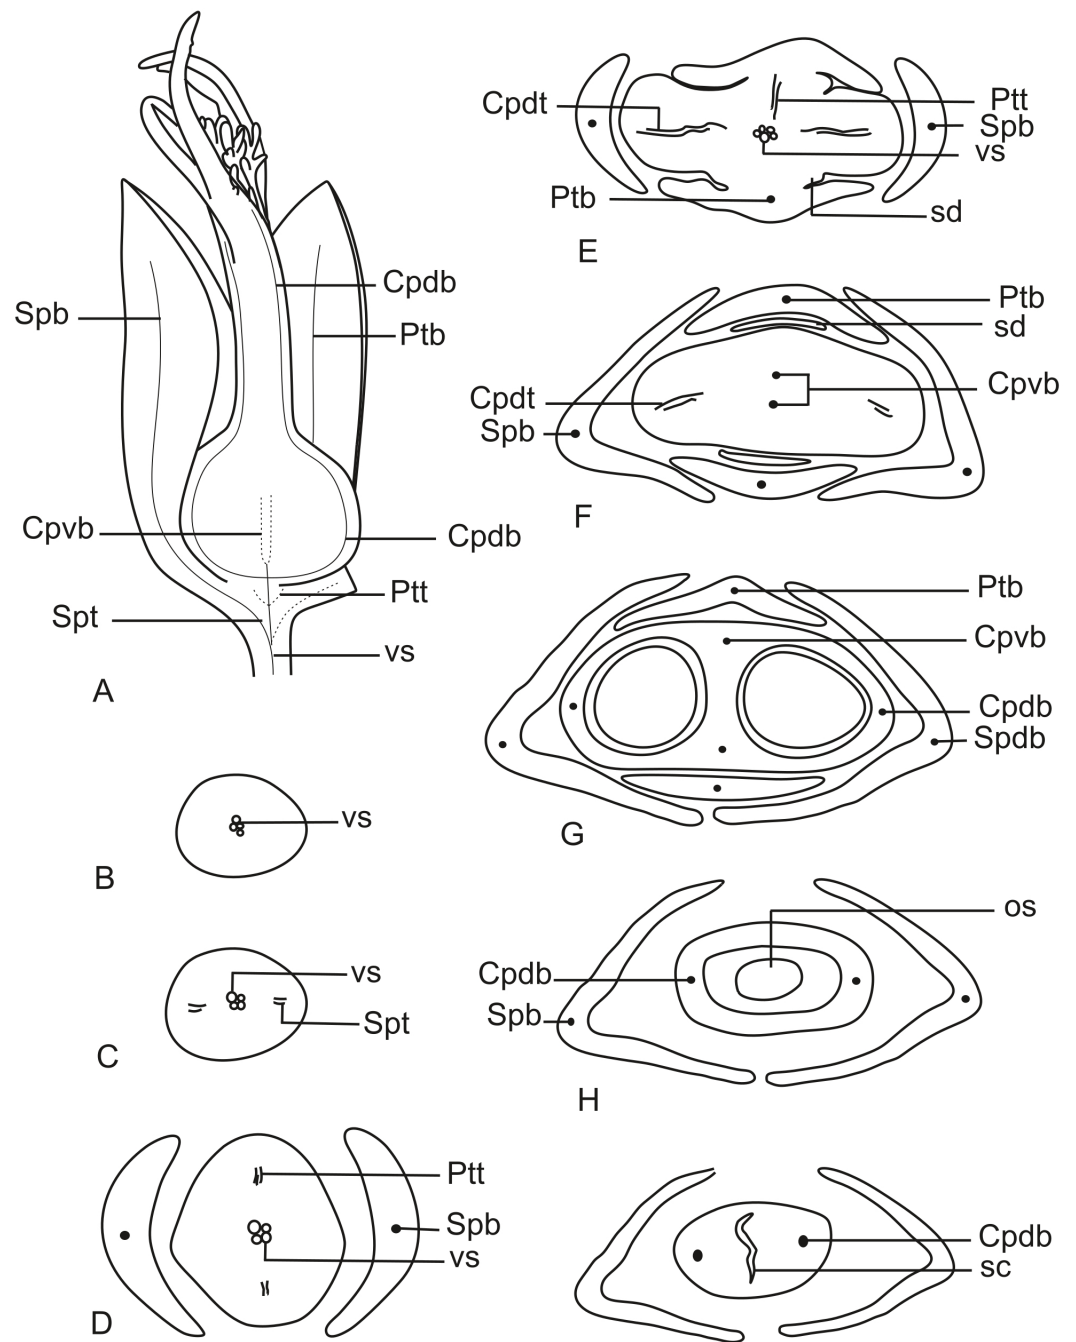 Cpdb
Spb
Ptb
Cpvb
Cpdb
Ptt
Spt
vs
A
vs
B
vs
Spt
C
Ptt
Spb
vs
D
Cpdt
Ptt
Spb
vs
Ptb
sd
E
Ptb
sd
Cpvb
Cpdt
Spb
F
Ptb
Cpvb
Cpdb
Spdb
G
os
Cpdb
Spb
H
Cpdb
sc